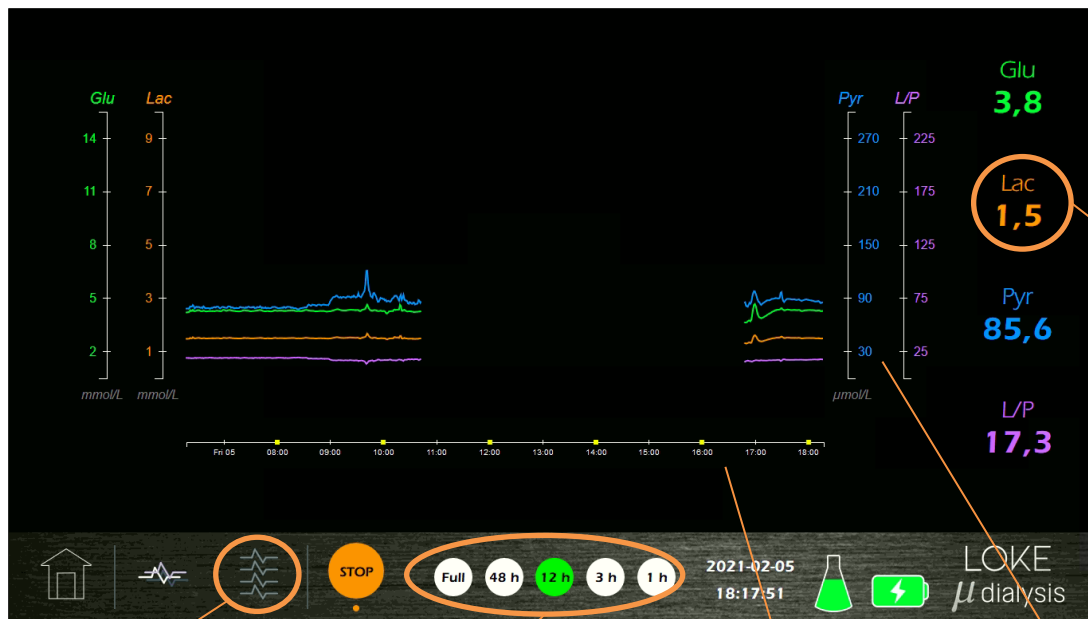 Glu
3,8
Lac
1,5
Pyr
85,6
L/P
17,3
Glu Lac Pyr L/P
14 9 270 225
11 7 210 175
8 5 150 125
5 3 90 75
2 1 30 25
mmol/L mmol/L µmol/L
Fri 05 08:00 09:00 10:00 11:00 12:00 13:00 14:00 15:00 16:00 17:00 18:00
STOP
Full 48 h 12 h 3 h 1 h
2021-02-05
18:17:51
LOKE
µ dialysis